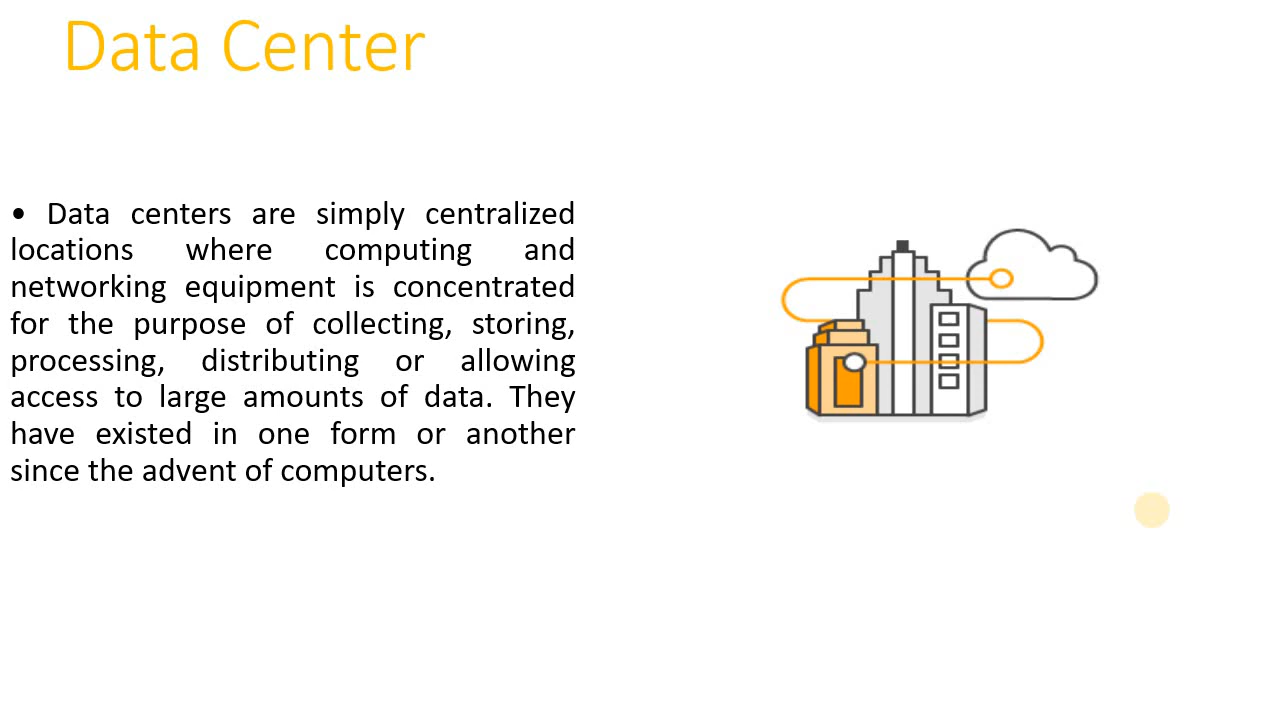 Data Center
• Data centers are simply centralized
locations where computing and
networking equipment is concentrated
for the purpose of collecting, storing,
processing, distributing or allowing
access to large amounts of data. They
have existed in one form or another
since the advent of computers.